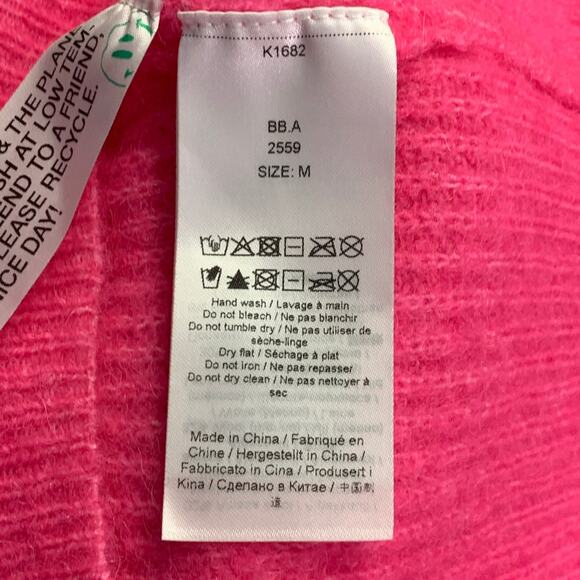 & THE PLAN
SH AT LOW TEM-
END TO A FRIEND,
LEASE RECYCLE.
ICE DAY!
K1682
BB.A
2559
SIZE: M
Hand wash / Lavage à main
Do not bleach / Ne pas blanchir
Do not tumble dry / Ne pas utiliser de
sèche-linge
Dry flat / Séchage à plat
Do not iron / Ne pas repasser
Do not dry clean / Ne pas nettoyer à
sec
Made in China / Fabriqué en
Chine / Hergestellt in China /
Fabbricato in Cina / Produsert i
Kina / Сделано в Китае / 中国制
造